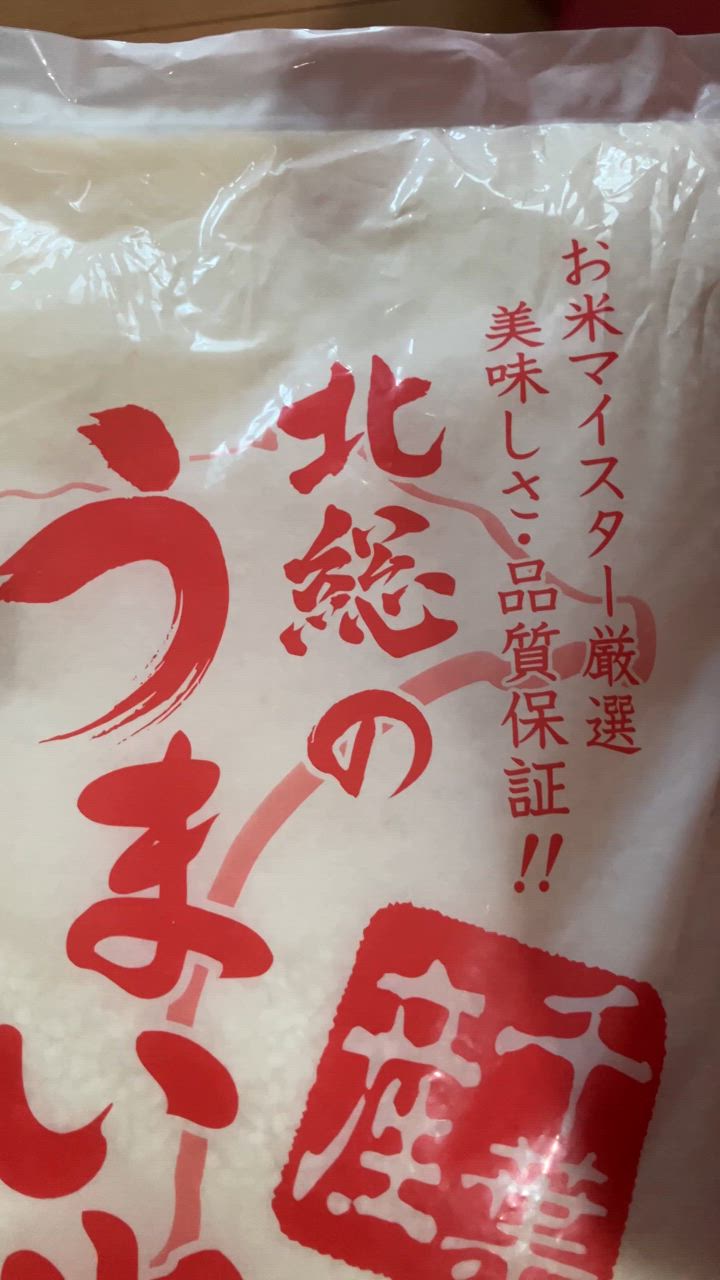 お米マイスター厳選
美味しさ・品質保証!!
北総の
うまい
千葉
産